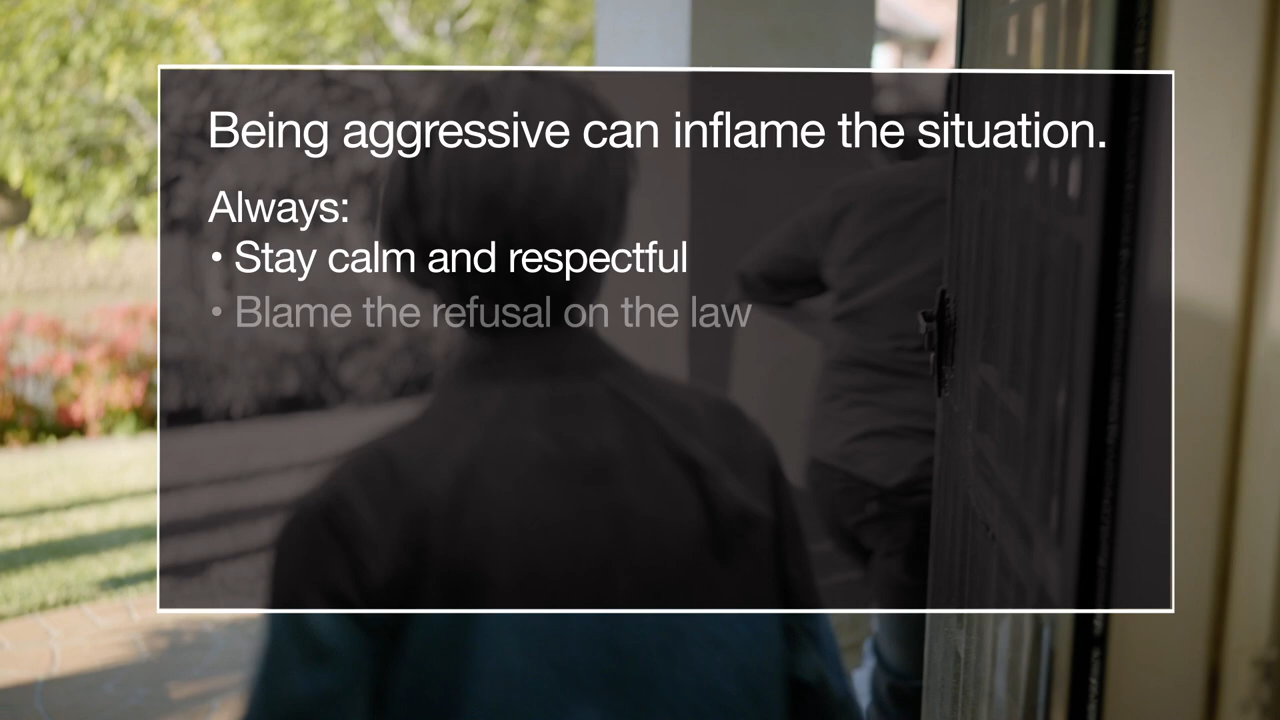 Being aggressive can inflame the situation.
Always:
• Stay calm and respectful
• Blame the refusal on the law